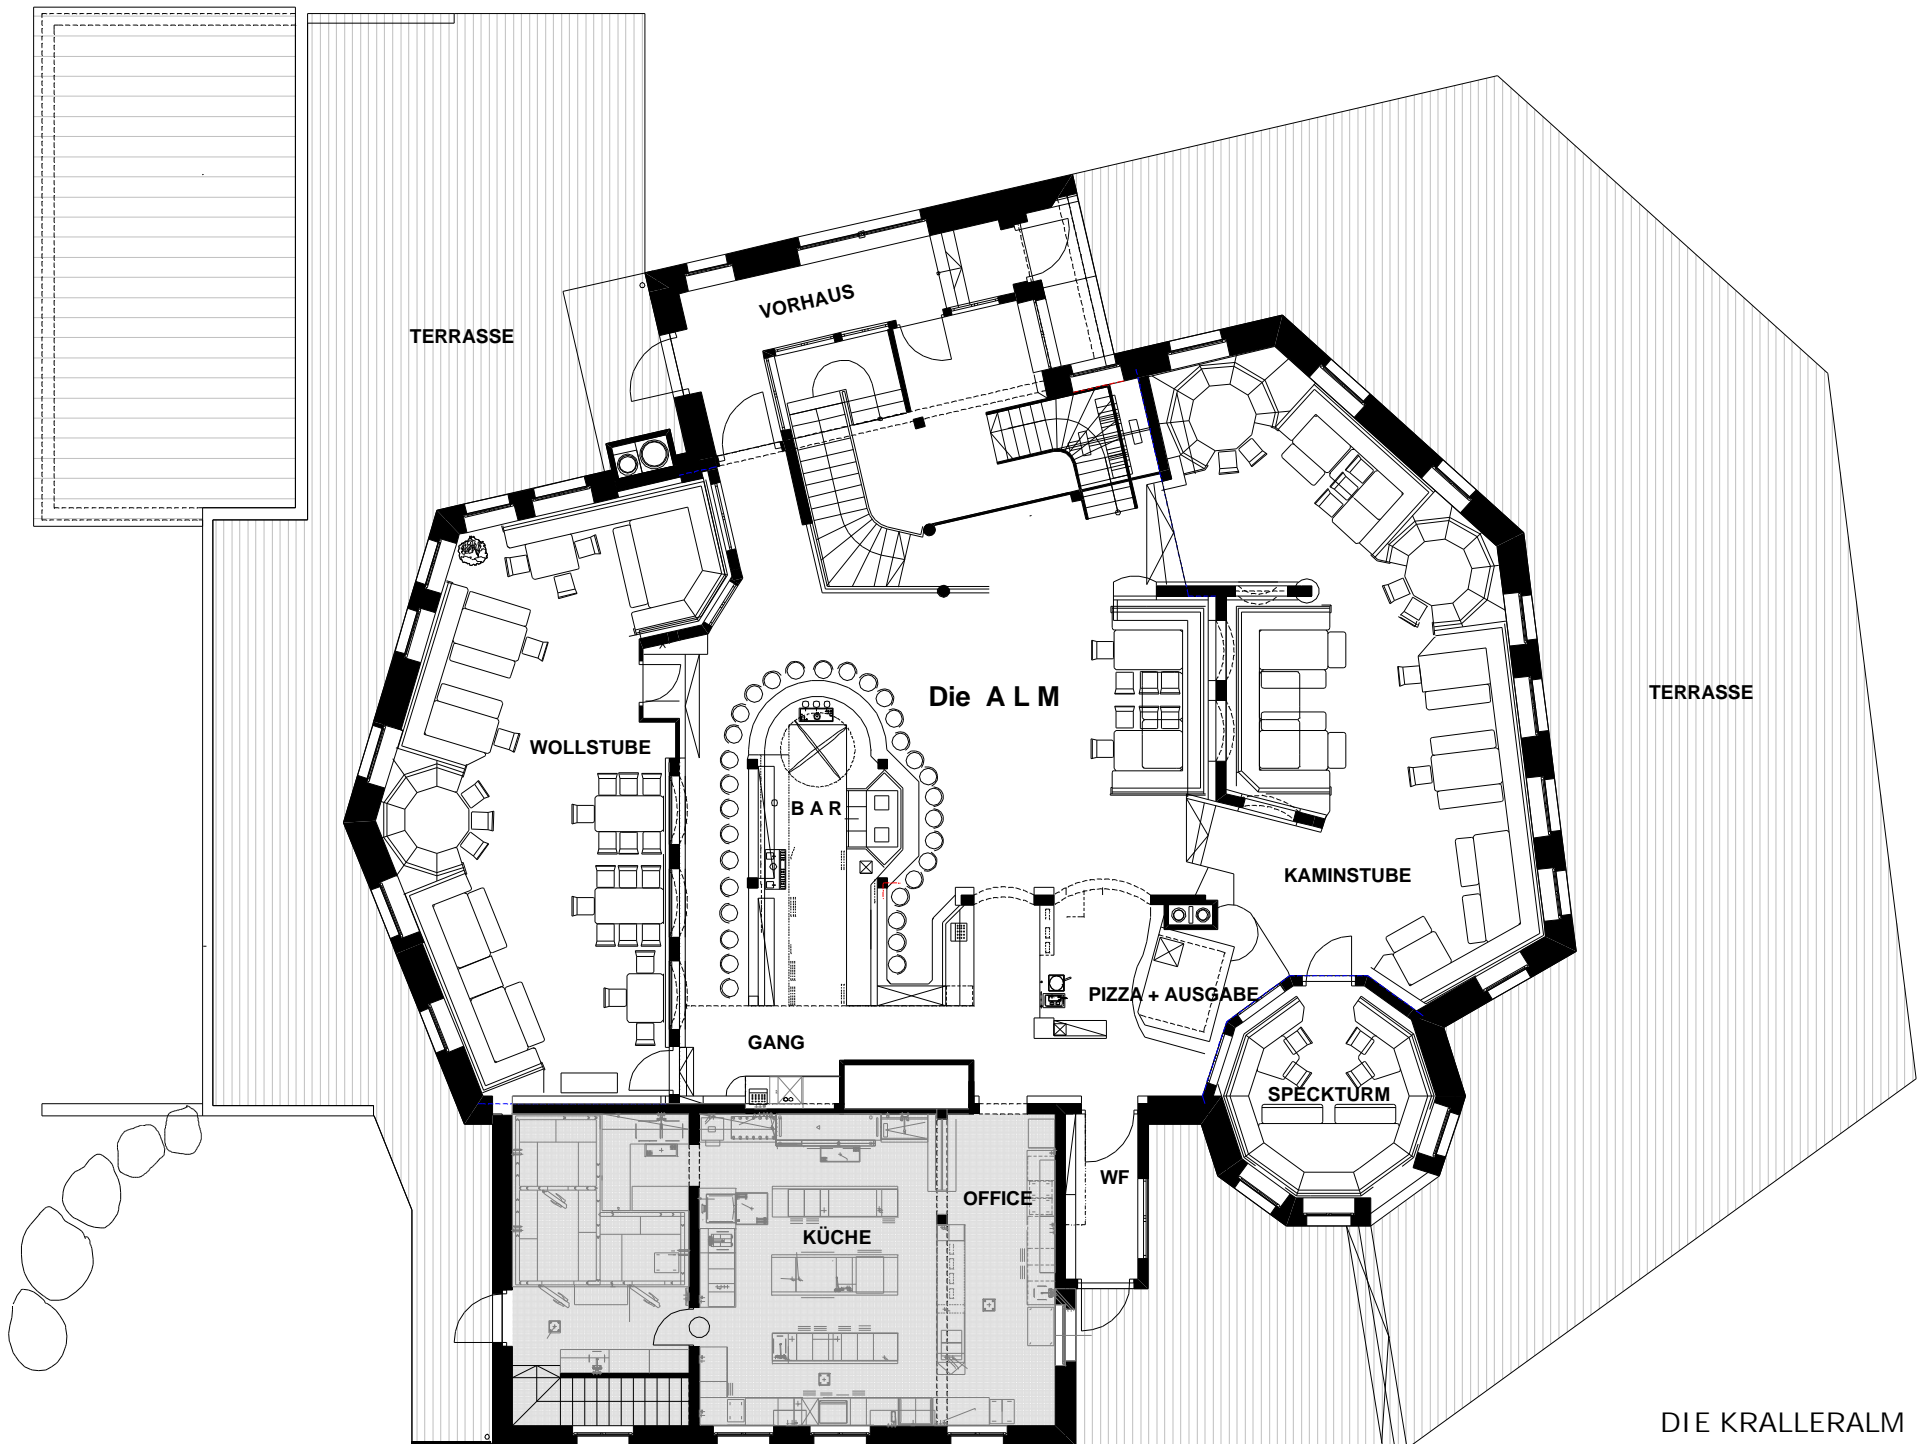 VORHAUS
TERRASSE
TERRASSE
Die A L M
WOLLSTUBE
B A R
KAMINSTUBE
PIZZA + AUSGABE
GANG
SPECKTURM
WF
OFFICE
KÜCHE
DIE KRALLERALM